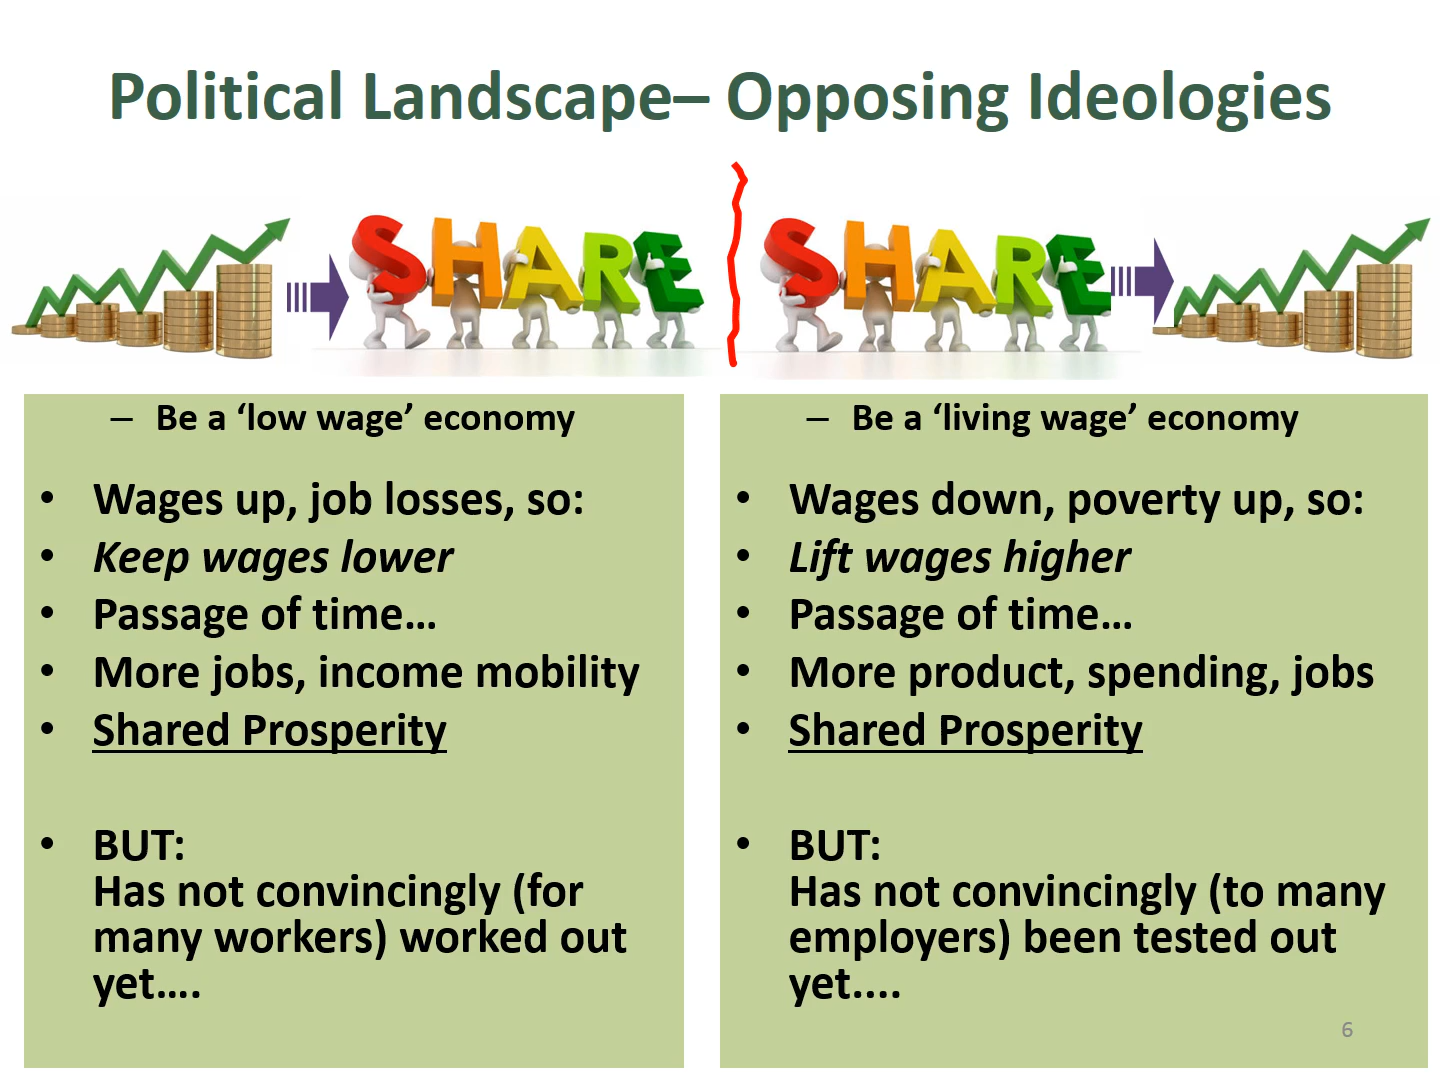 Political Landscape– Opposing Ideologies
SHARE
SHARE
– Be a ‘low wage’ economy
• Wages up, job losses, so:
• Keep wages lower
• Passage of time…
• More jobs, income mobility
• Shared Prosperity
• BUT:
Has not convincingly (for
many workers) worked out
yet….
– Be a ‘living wage’ economy
• Wages down, poverty up, so:
• Lift wages higher
• Passage of time…
• More product, spending, jobs
• Shared Prosperity
• BUT:
Has not convincingly (to many
employers) been tested out
yet....
6